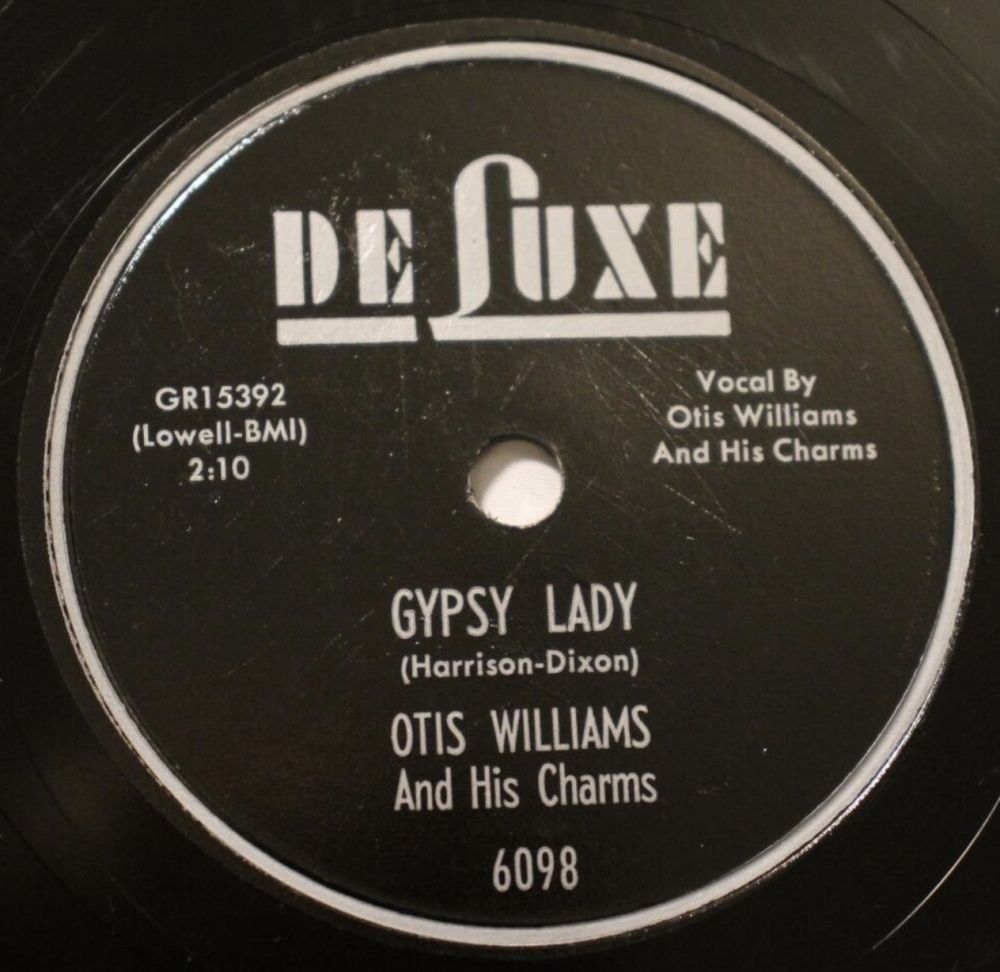 DE LUXE
GR15392
(Lowell-BMI)
2:10
Vocal By
Otis Williams
And His Charms
GYPSY LADY
(Harrison-Dixon)
OTIS WILLIAMS
And His Charms
6098